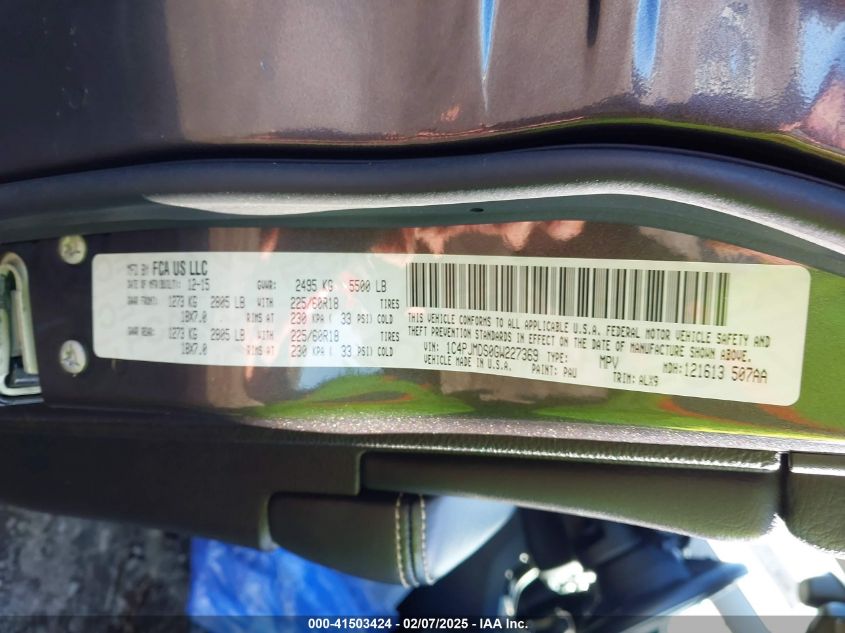 MFD BY FCA US LLC
DATE OF MFR(BUILT): 12-15 GVWR: 2495 KG 5500 LB
GAWR FRONT: 1273 KG 2805 LB WITH 225/60R18 TIRES
18X7.0 RIMS AT 230 KPA ( 33 PSI) COLD
GAWR REAR: 1273 KG 2805 LB WITH 225/60R18 TIRES
18X7.0 RIMS AT 230 KPA ( 33 PSI) COLD
THIS VEHICLE CONFORMS TO ALL APPLICABLE U.S.A. FEDERAL MOTOR VEHICLE SAFETY AND
THEFT PREVENTION STANDARDS IN EFFECT ON THE DATE OF MANUFACTURE SHOWN ABOVE.
VIN: 1C4PJMDS0GW227369 TYPE: MPV MDH: 121613 507AA
VEHICLE MADE IN U.S.A. PAINT: PAU TRIM: ALX9
000-41503424 - 02/07/2025 - IAA Inc.